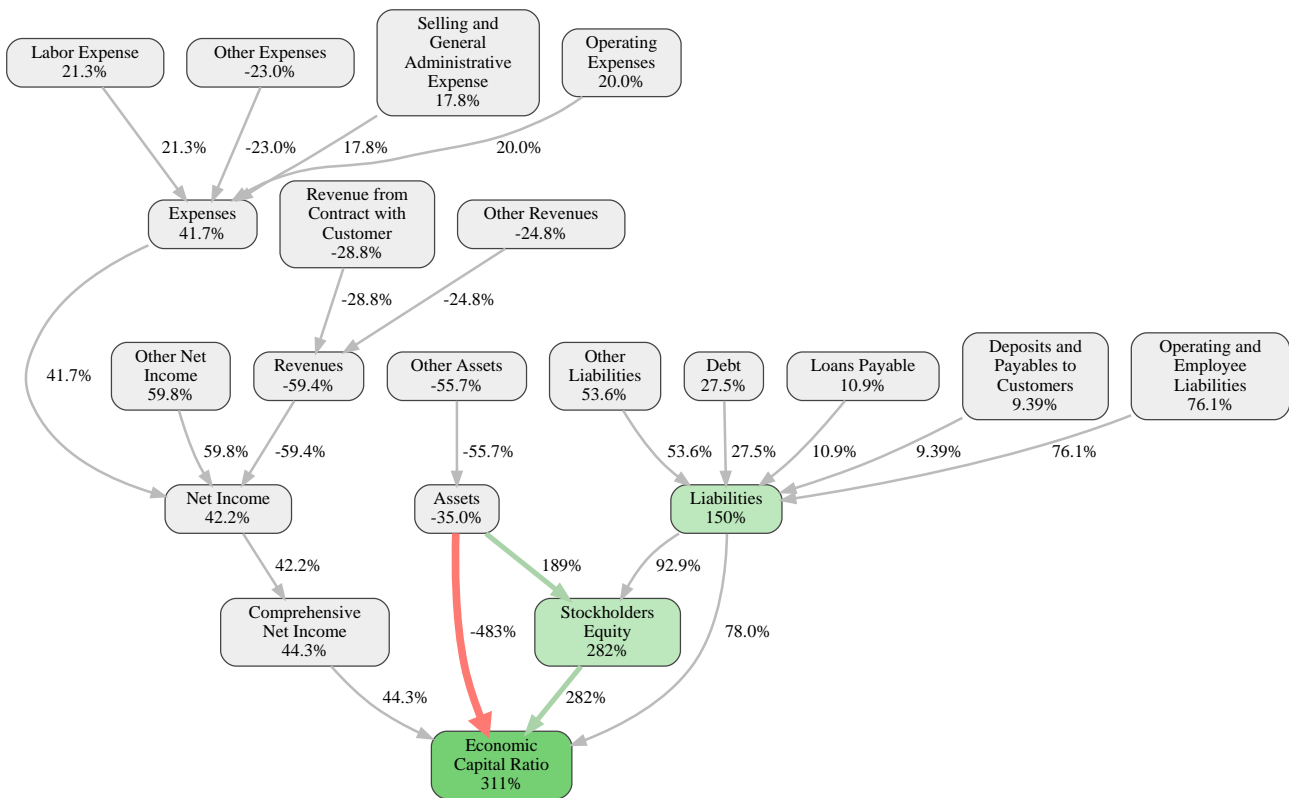 Labor Expense
21.3%
Other Expenses
-23.0%
Selling and
General
Administrative
Expense
17.8%
Operating
Expenses
20.0%
21.3%
-23.0%
17.8%
20.0%
Expenses
41.7%
Revenue from
Contract with
Customer
-28.8%
Other Revenues
-24.8%
-28.8%
-24.8%
41.7%
Other Net
Income
59.8%
Revenues
-59.4%
Other Assets
-55.7%
Other
Liabilities
53.6%
Debt
27.5%
Loans Payable
10.9%
Deposits and
Payables to
Customers
9.39%
Operating and
Employee
Liabilities
76.1%
59.8%
-59.4%
-55.7%
53.6%
27.5%
10.9%
9.39%
76.1%
Net Income
42.2%
Assets
-35.0%
Liabilities
150%
42.2%
189%
92.9%
Comprehensive
Net Income
44.3%
-483%
Stockholders
Equity
282%
78.0%
44.3%
282%
Economic
Capital Ratio
311%